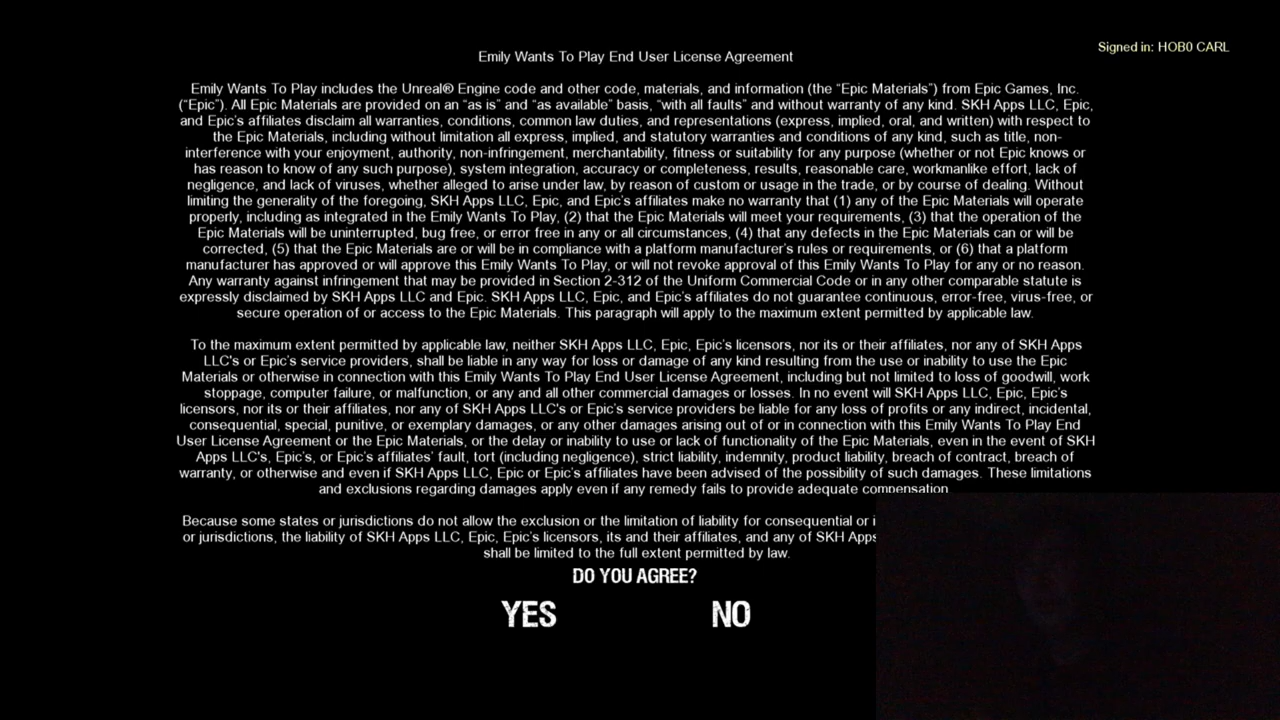 Signed in: HOB0 CARL
Emily Wants To Play End User License Agreement
Emily Wants To Play includes the Unreal® Engine code and other code, materials, and information (the “Epic Materials”) from Epic Games, Inc.
(“Epic”). All Epic Materials are provided on an “as is” and “as available” basis, “with all faults” and without warranty of any kind. SKH Apps LLC, Epic,
and Epic’s affiliates disclaim all warranties, conditions, common law duties, and representations (express, implied, oral, and written) with respect to
the Epic Materials, including without limitation all express, implied, and statutory warranties and conditions of any kind, such as title, non-
interference with your enjoyment, authority, non-infringement, merchantability, fitness or suitability for any purpose (whether or not Epic knows or
has reason to know of any such purpose), system integration, accuracy or completeness, results, reasonable care, workmanlike effort, lack of
negligence, and lack of viruses, whether alleged to arise under law, by reason of custom or usage in the trade, or by course of dealing. Without
limiting the generality of the foregoing, SKH Apps LLC, Epic, and Epic’s affiliates make no warranty that (1) any of the Epic Materials will operate
properly, including as integrated in the Emily Wants To Play, (2) that the Epic Materials will meet your requirements, (3) that the operation of the
Epic Materials will be uninterrupted, bug free, or error free in any or all circumstances, (4) that any defects in the Epic Materials can or will be
corrected, (5) that the Epic Materials are or will be in compliance with a platform manufacturer’s rules or requirements, or (6) that a platform
manufacturer has approved or will approve this Emily Wants To Play, or will not revoke approval of this Emily Wants To Play for any or no reason.
Any warranty against infringement that may be provided in Section 2-312 of the Uniform Commercial Code or in any other comparable statute is
expressly disclaimed by SKH Apps LLC and Epic. SKH Apps LLC, Epic, and Epic’s affiliates do not guarantee continuous, error-free, virus-free, or
secure operation of or access to the Epic Materials. This paragraph will apply to the maximum extent permitted by applicable law.
To the maximum extent permitted by applicable law, neither SKH Apps LLC, Epic, Epic’s licensors, nor its or their affiliates, nor any of SKH Apps
LLC's or Epic’s service providers, shall be liable in any way for loss or damage of any kind resulting from the use or inability to use the Epic
Materials or otherwise in connection with this Emily Wants To Play End User License Agreement, including but not limited to loss of goodwill, work
stoppage, computer failure, or malfunction, or any and all other commercial damages or losses. In no event will SKH Apps LLC, Epic, Epic’s
licensors, nor its or their affiliates, nor any of SKH Apps LLC's or Epic’s service providers be liable for any loss of profits or any indirect, incidental,
consequential, special, punitive, or exemplary damages, or any other damages arising out of or in connection with this Emily Wants To Play End
User License Agreement or the Epic Materials, or the delay or inability to use or lack of functionality of the Epic Materials, even in the event of SKH
Apps LLC's, Epic’s, or Epic’s affiliates’ fault, tort (including negligence), strict liability, indemnity, product liability, breach of contract, breach of
warranty, or otherwise and even if SKH Apps LLC, Epic or Epic’s affiliates have been advised of the possibility of such damages. These limitations
and exclusions regarding damages apply even if any remedy fails to provide adequate compensation.
Because some states or jurisdictions do not allow the exclusion or the limitation of liability for consequential or
or jurisdictions, the liability of SKH Apps LLC, Epic, Epic’s licensors, its and their affiliates, and any of SKH Apps
shall be limited to the full extent permitted by law.
DO YOU AGREE?
YES NO